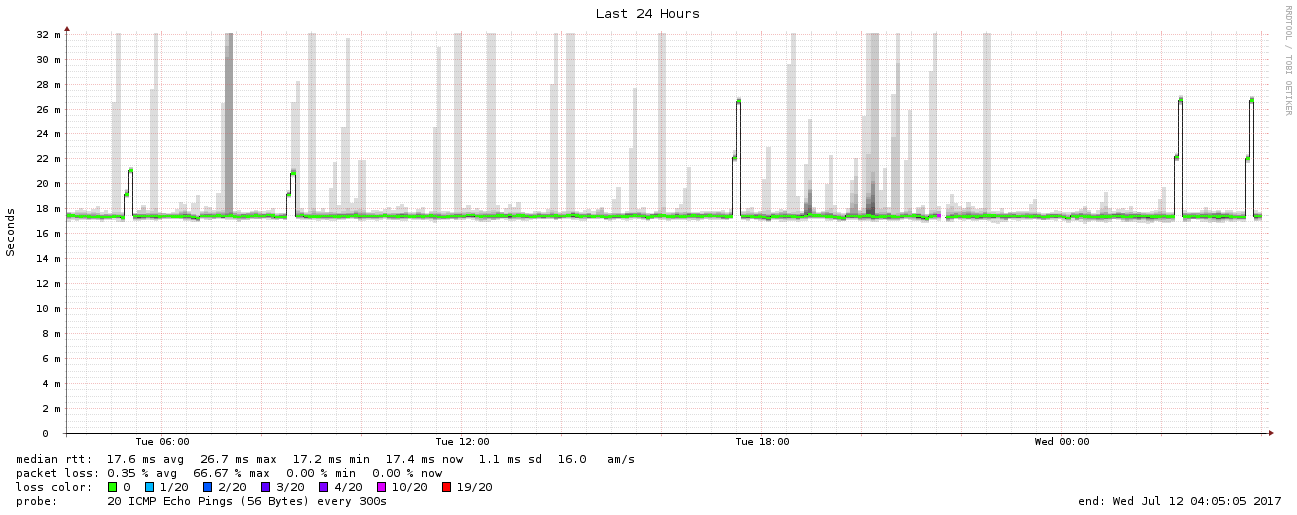 Last 24 Hours
RRDTOOL / TOBI OETIKER
Seconds
32 m
30 m
28 m
26 m
24 m
22 m
20 m
18 m
16 m
14 m
12 m
10 m
8 m
6 m
4 m
2 m
0
Tue 06:00 Tue 12:00 Tue 18:00 Wed 00:00
median rtt: 17.6 ms avg 26.7 ms max 17.2 ms min 17.4 ms now 1.1 ms sd 16.0 am/s
packet loss: 0.35 % avg 66.67 % max 0.00 % min 0.00 % now
loss color: 0 1/20 2/20 3/20 4/20 10/20 19/20
probe: 20 ICMP Echo Pings (56 Bytes) every 300s end: Wed Jul 12 04:05:05 2017